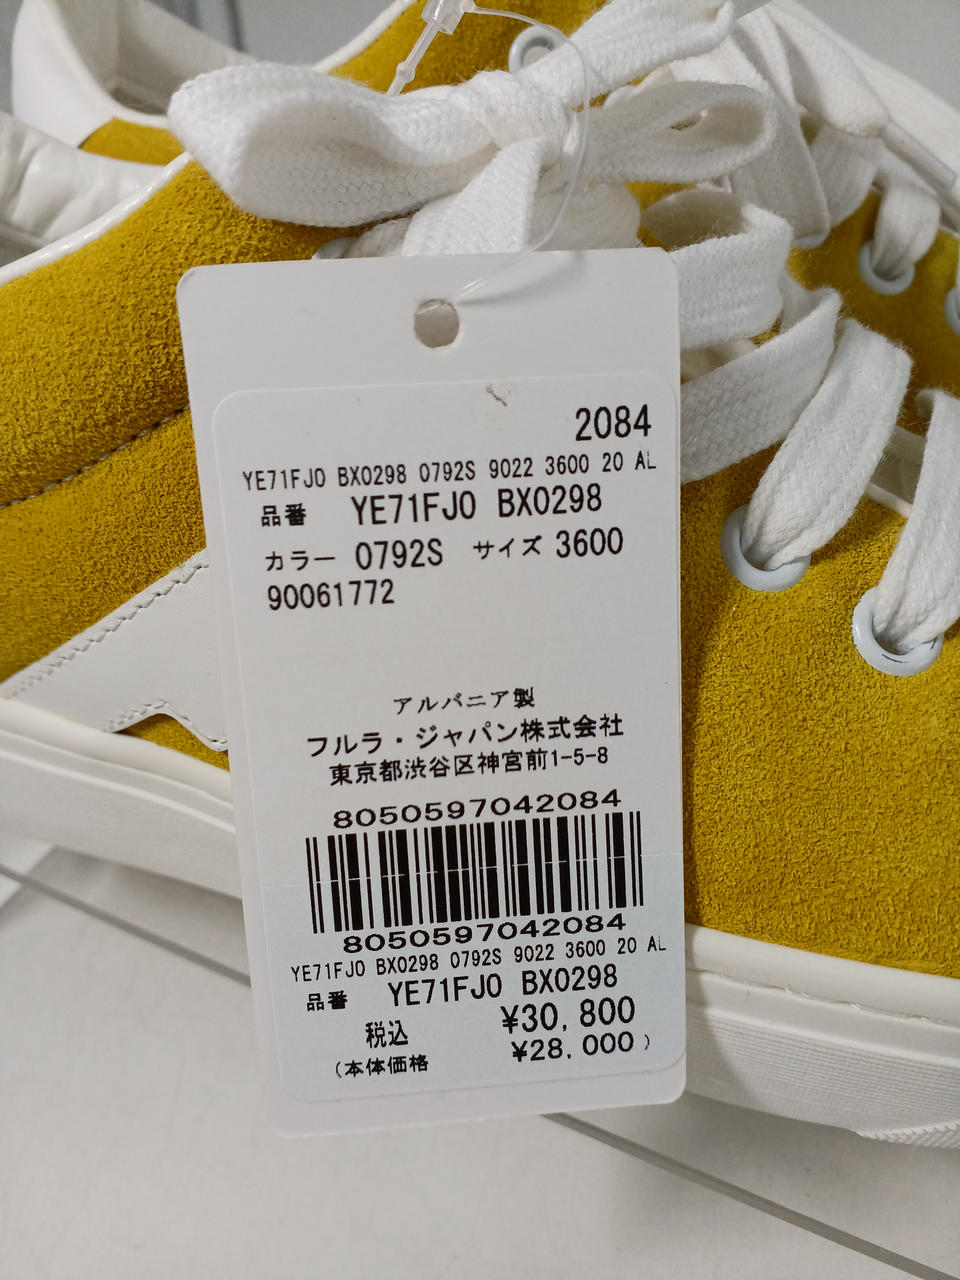 2084
YE71FJ0 BX0298 0792S 9022 3600 20 AL
品番 YE71FJ0 BX0298
カラー 0792S サイズ 3600
90061772
アルバニア製
フルラ・ジャパン株式会社
東京都渋谷区神宮前1-5-8
8050597042084
8050597042084
YE71FJ0 BX0298 0792S 9022 3600 20 AL
品番 YE71FJ0 BX0298
税込 ¥30,800
(本体価格 ¥28,000)